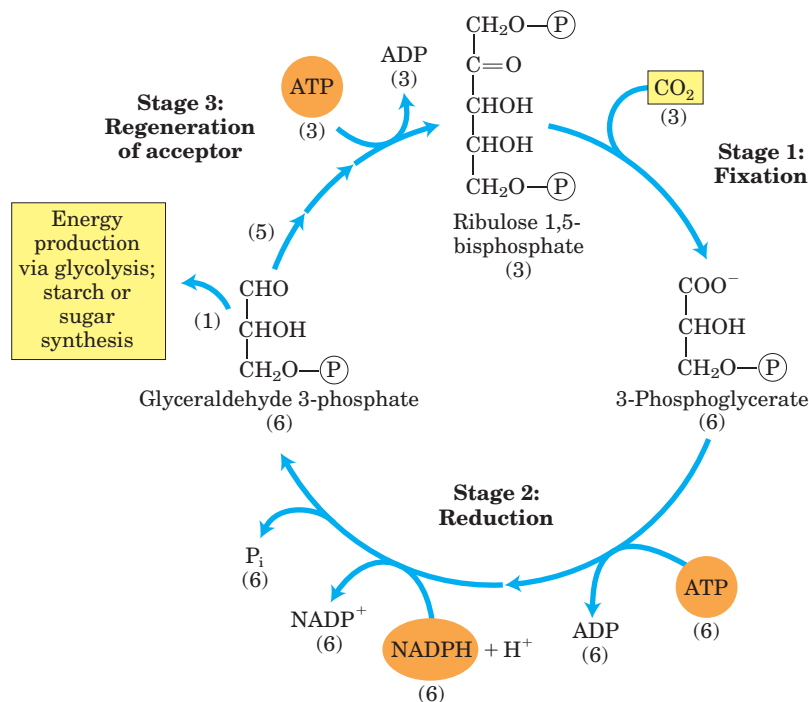 CH₂O—P
C=O
CHOH
CHOH
CH₂O—P
Ribulose 1,5-
bisphosphate
(3)
CO₂
(3)
Stage 1:
Fixation
COO⁻
CHOH
CH₂O—P
3-Phosphoglycerate
(6)
ATP
(6)
ADP
(6)
Stage 2:
Reduction
NADPH + H⁺
(6)
NADP⁺
(6)
Pᵢ
(6)
CHO
CHOH
CH₂O—P
Glyceraldehyde 3-phosphate
(6)
(1)
Energy
production
via glycolysis;
starch or
sugar
synthesis
(5)
Stage 3:
Regeneration
of acceptor
ATP
(3)
ADP
(3)